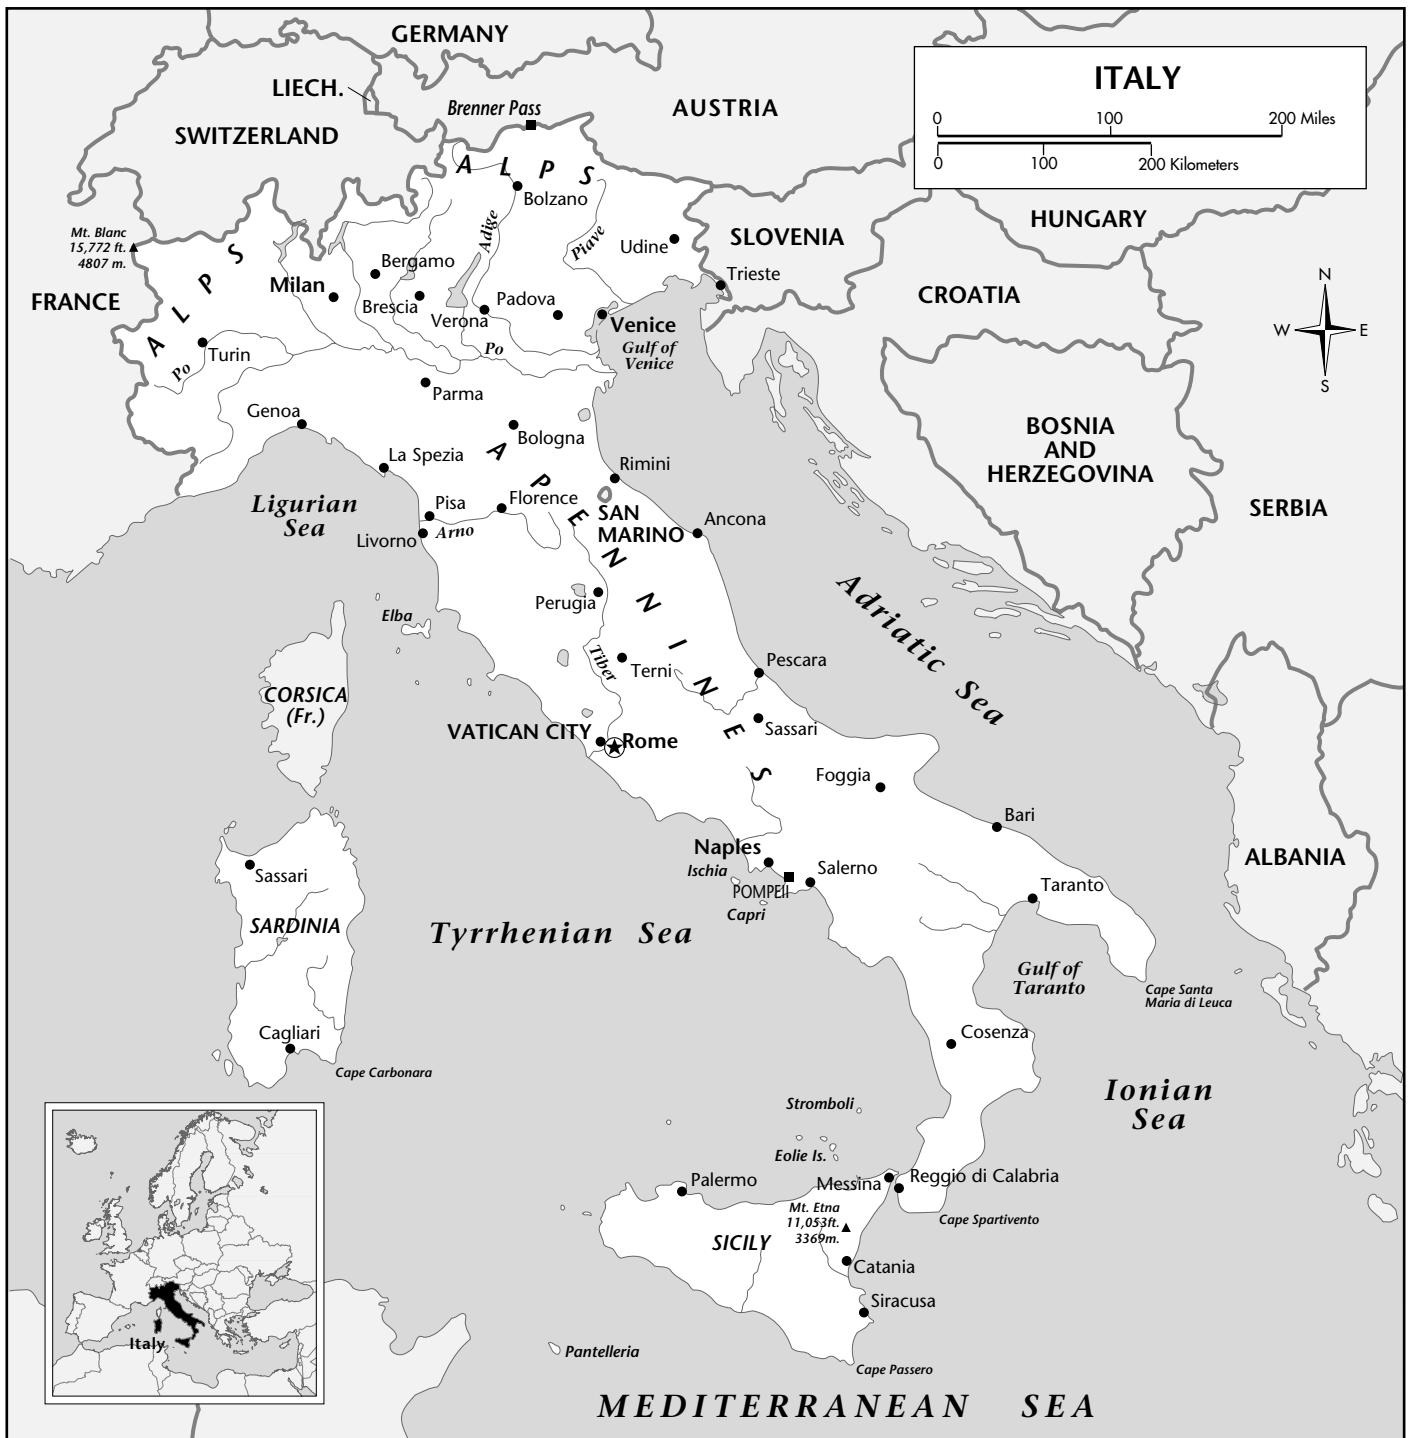 GERMANY
ITALY
0 100 200 Miles
0 100 200 Kilometers
LIECH.
Brenner Pass
AUSTRIA
SWITZERLAND
ALPS
Bolzano
HUNGARY
Mt. Blanc
15,772 ft.
4807 m.
Adige
Piave
Udine
SLOVENIA
ALPS
Bergamo
Trieste
N
W E
S
FRANCE
Milan
Brescia
Verona
Padova
Venice
CROATIA
Gulf of
Venice
Turin
Po
Po
Parma
Genoa
Bologna
BOSNIA
AND
HERZEGOVINA
La Spezia
Rimini
APENNINES
Ligurian
Sea
Pisa
Florence
SAN
MARINO
Ancona
SERBIA
Livorno
Arno
Adriatic Sea
Elba
Perugia
Tiber
Terni
Pescara
CORSICA
(Fr.)
VATICAN CITY
Rome
Sassari
Foggia
Bari
Naples
Ischia
POMPEII
Capri
Salerno
Taranto
ALBANIA
Sassari
SARDINIA
Tyrrhenian Sea
Gulf of
Taranto
Cape Santa
Maria di Leuca
Cagliari
Cape Carbonara
Cosenza
Ionian
Sea
Stromboli
Eolie Is.
Palermo
Messina
Reggio di Calabria
Mt. Etna
11,053ft.
3369m.
Cape Spartivento
SICILY
Catania
Siracusa
Italy
Pantelleria
Cape Passero
MEDITERRANEAN SEA